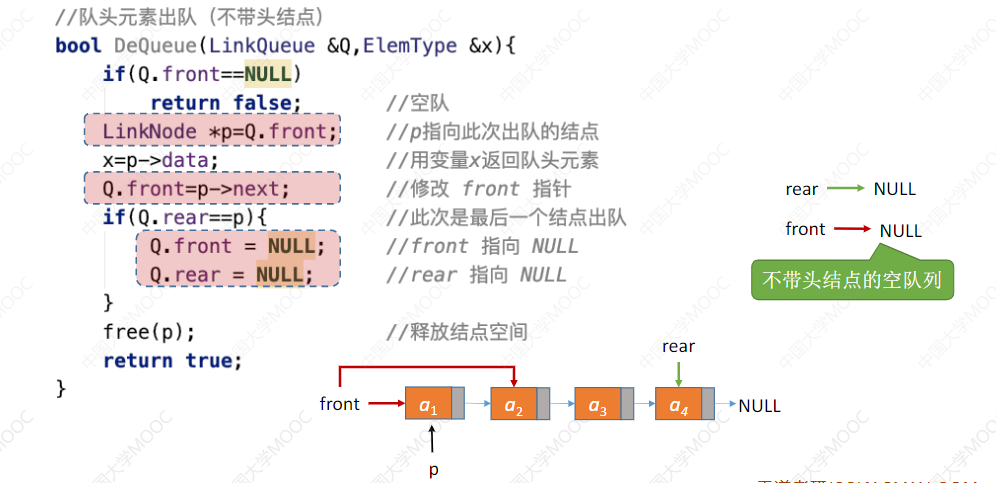 //队头元素出队（不带头结点）
bool DeQueue(LinkQueue &Q,ElemType &x){
if(Q.front==NULL)
return false; //空队
LinkNode *p=Q.front; //p指向此次出队的结点
x=p->data; //用变量x返回队头元素
Q.front=p->next; //修改 front 指针
if(Q.rear==p){ //此次是最后一个结点出队
Q.front = NULL; //front 指向 NULL
Q.rear = NULL; //rear 指向 NULL
}
free(p); //释放结点空间
return true;
}
rear NULL
front NULL
不带头结点的空队列
rear
front a1 a2 a3 a4 NULL
p
中国大学MOOC